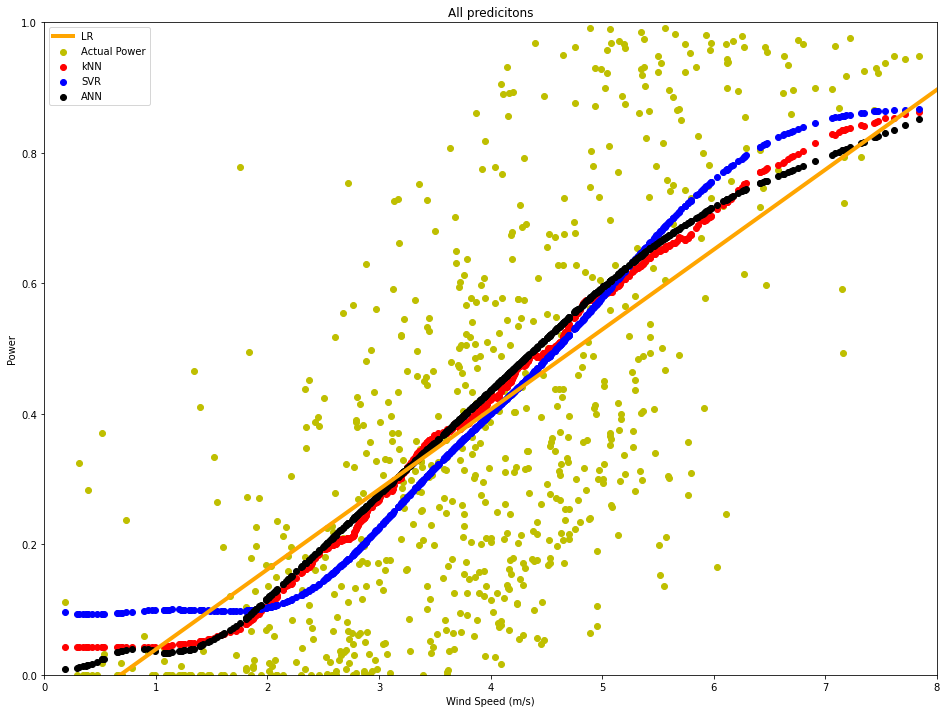 All predicitons
LR
Actual Power
kNN
SVR
ANN
1.0
0.8
0.6
0.4
0.2
0.0
Power
0 1 2 3 4 5 6 7 8
Wind Speed (m/s)